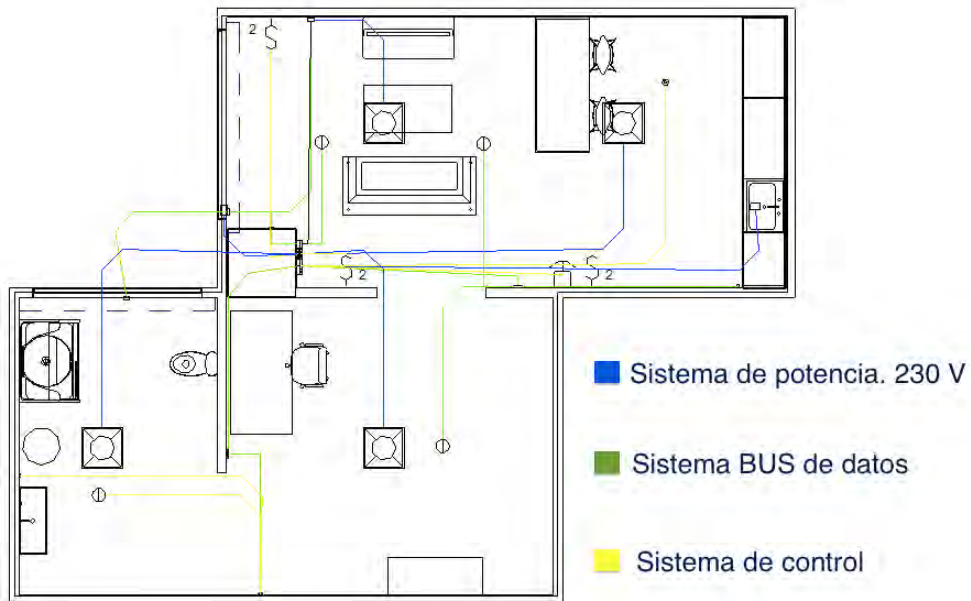 2
2
2
Sistema de potencia. 230 V
Sistema BUS de datos
Sistema de control